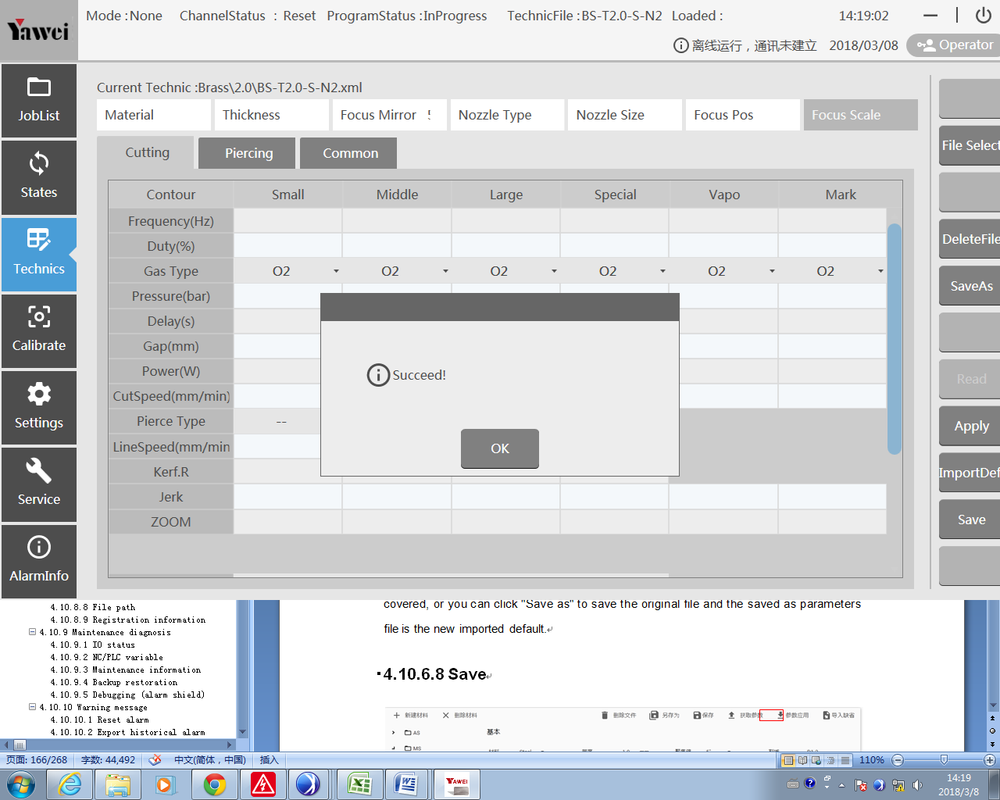 Yawei
Mode :None ChannelStatus : Reset ProgramStatus :InProgress TechnicFile :BS-T2.0-S-N2 Loaded : 14:19:02
离线运行，通讯未建立 2018/03/08 Operator
JobList
States
Technics
Calibrate
Settings
Service
AlarmInfo
Current Technic :Brass\2.0\BS-T2.0-S-N2.xml
Material Thickness Focus Mirror ! Nozzle Type Nozzle Size Focus Pos Focus Scale
Cutting Piercing Common
Contour Small Middle Large Special Vapo Mark
Frequency(Hz)
Duty(%)
Gas Type O2 O2 O2 O2 O2 O2
Pressure(bar)
Delay(s)
Gap(mm)
Power(W)
CutSpeed(mm/min)
Pierce Type --
LineSpeed(mm/min
Kerf.R
Jerk
ZOOM
Succeed!
OK
File Select
DeleteFile
SaveAs
Read
Apply
ImportDef
Save
4.10.8.8 File path
4.10.8.9 Registration information
4.10.9 Maintenance diagnosis
4.10.9.1 IO status
4.10.9.2 NC/PLC variable
4.10.9.3 Maintenance information
4.10.9.4 Backup restoration
4.10.9.5 Debugging (alarm shield)
4.10.10 Warning message
4.10.10.1 Reset alarm
4.10.10.2 Export historical alarm
covered, or you can click "Save as" to save the original file and the saved as parameters
file is the new imported default.
4.10.6.8 Save
新建材料 删除材料 删除文件 另存为 保存 获取参数 参数应用 导入缺省
AS 基本
MS
页面: 166/268 字数: 44,492 中文(简体，中国) 插入 110%
YAWEI
14:19
2018/3/8